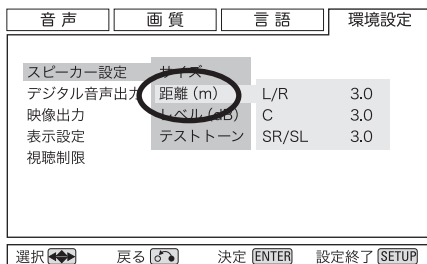 音声 画質 言語 環境設定
スピーカー設定 サイズ
デジタル音声出力 距離（m） L/R 3.0
映像出力 レベル（dB） C 3.0
表示設定 テストトーン SR/SL 3.0
視聴制限
選択 戻る 決定 ENTER 設定終了 SETUP